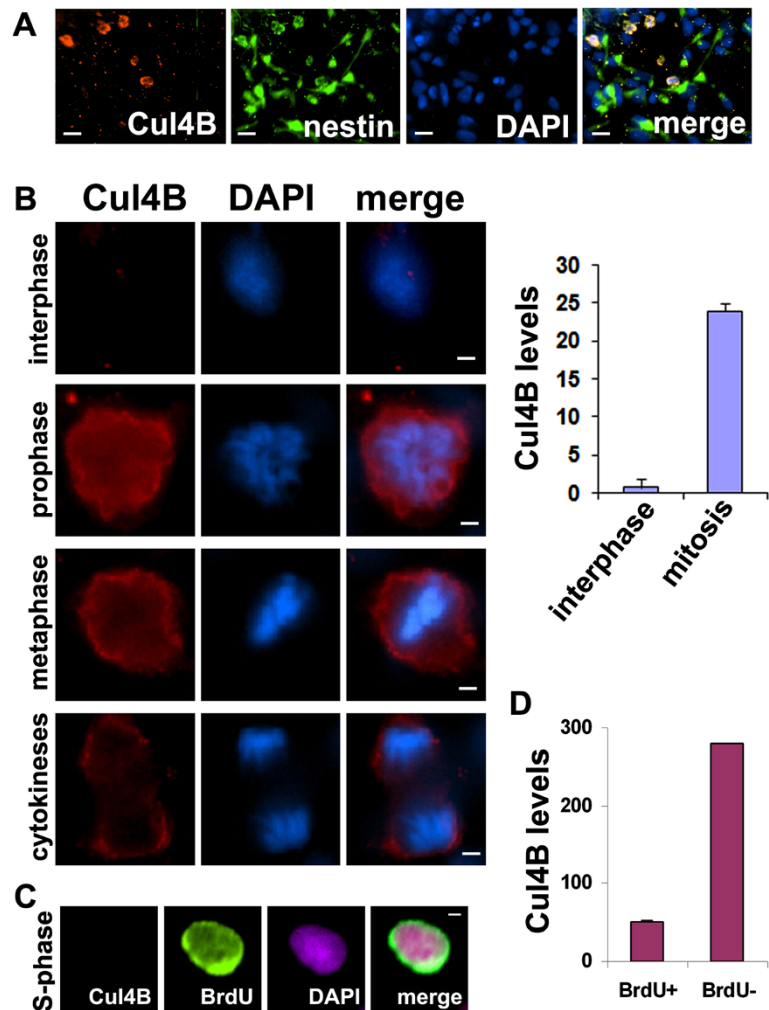 A
Cul4B
nestin
DAPI
merge
B
Cul4B DAPI merge
interphase
prophase
metaphase
cytokineses
Cul4B levels
30
25
20
15
10
5
0
interphase
mitosis
C
S-phase
Cul4B
BrdU
DAPI
merge
D
Cul4B levels
300
200
100
0
BrdU+
BrdU-